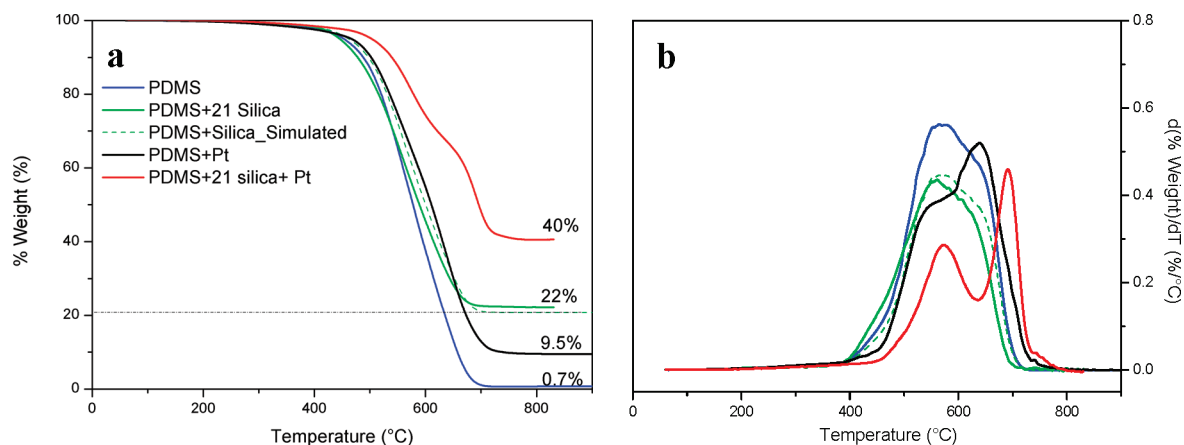 100
a
80
PDMS
PDMS+21 Silica
PDMS+Silica_Simulated
PDMS+Pt
PDMS+21 silica+ Pt
60
40
20
0
% Weight (%)
40%
22%
9.5%
0.7%
0 200 400 600 800
Temperature (°C)
b
0.8
0.6
0.4
0.2
0.0
d(% Weight)/dT (%/°C)
0 200 400 600 800
Temperature (°C)